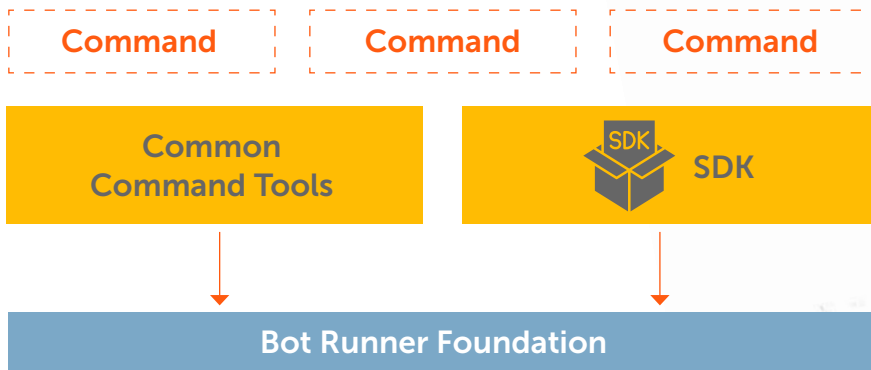 Command
Command
Command
Common
Command Tools
SDK
SDK
Bot Runner Foundation